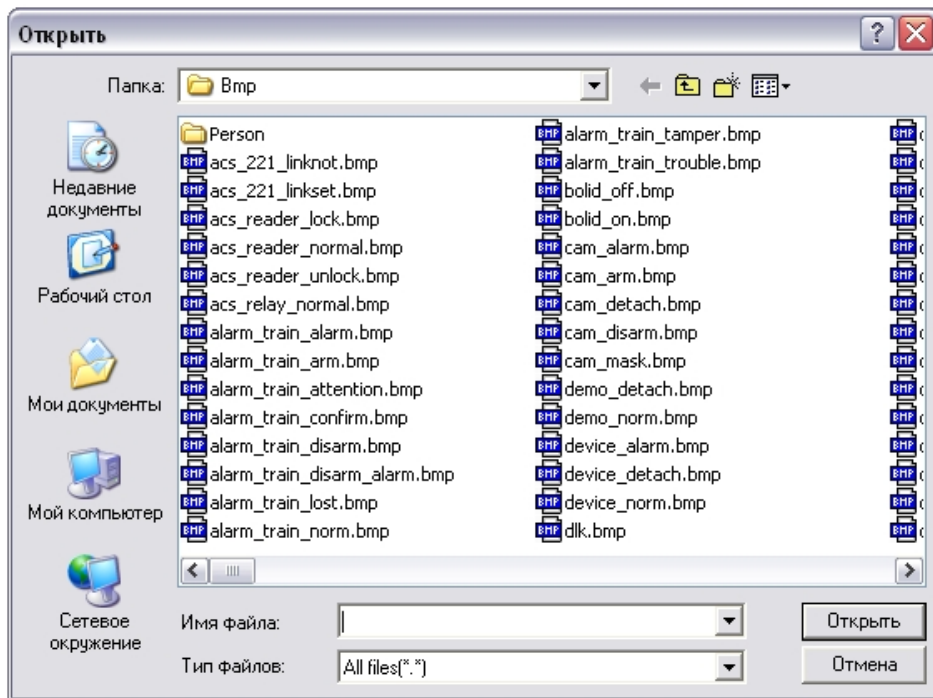 Открыть
Папка: Bmp
Недавние
документы
Рабочий стол
Мои документы
Мой компьютер
Сетевое
окружение
Person
acs_221_linknot.bmp
acs_221_linkset.bmp
acs_reader_lock.bmp
acs_reader_normal.bmp
acs_reader_unlock.bmp
acs_relay_normal.bmp
alarm_train_alarm.bmp
alarm_train_arm.bmp
alarm_train_attention.bmp
alarm_train_confirm.bmp
alarm_train_disarm.bmp
alarm_train_disarm_alarm.bmp
alarm_train_lost.bmp
alarm_train_norm.bmp
alarm_train_tamper.bmp
alarm_train_trouble.bmp
bolid_off.bmp
bolid_on.bmp
cam_alarm.bmp
cam_arm.bmp
cam_detach.bmp
cam_disarm.bmp
cam_mask.bmp
demo_detach.bmp
demo_norm.bmp
device_alarm.bmp
device_detach.bmp
device_norm.bmp
dlk.bmp
Имя файла:
Открыть
Тип файлов: All files(*.*)
Отмена